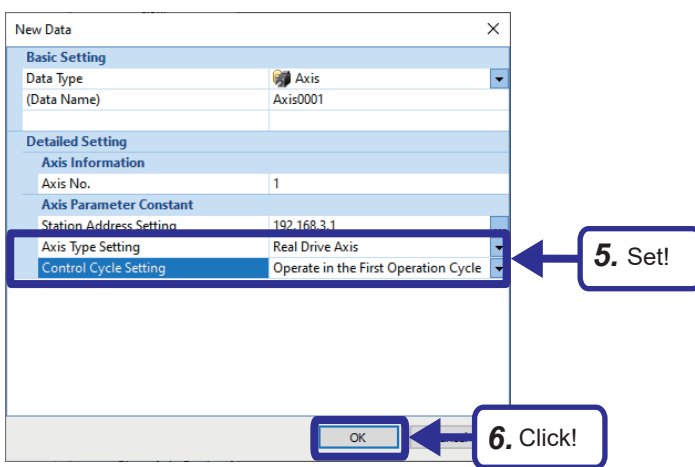 New Data
Basic Setting
Data Type Axis
(Data Name) Axis0001
Detailed Setting
Axis Information
Axis No. 1
Axis Parameter Constant
Station Address Setting 192.168.3.1
Axis Type Setting Real Drive Axis
Control Cycle Setting Operate in the First Operation Cycle
5. Set!
OK
6. Click!